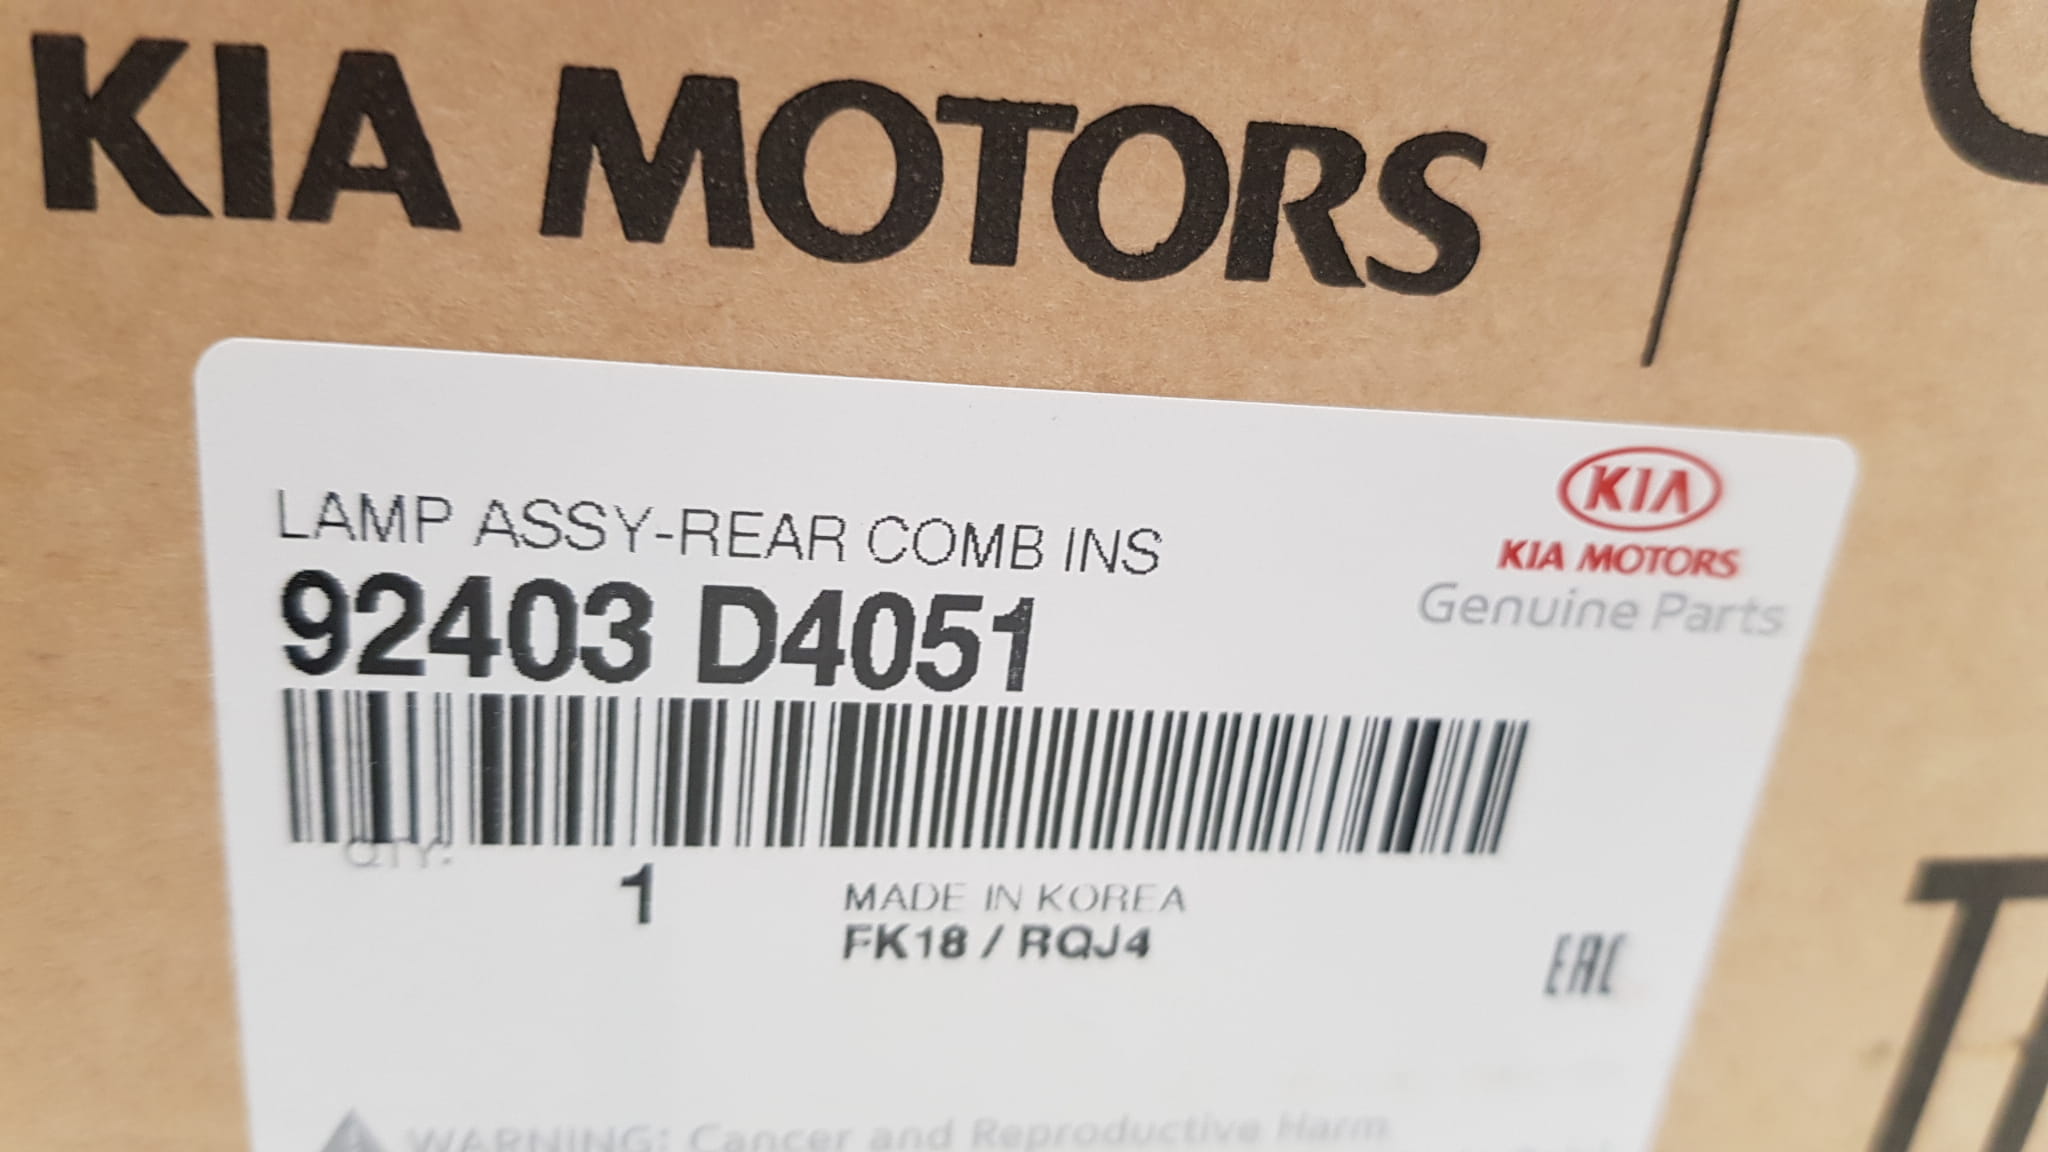 KIA MOTORS
KIA
KIA MOTORS
Genuine Parts
LAMP ASSY-REAR COMB INS
92403 D4051
QTY:
1
MADE IN KOREA
FK18 / RQJ4
EAC
WARNING: Cancer and Reproductive Harm